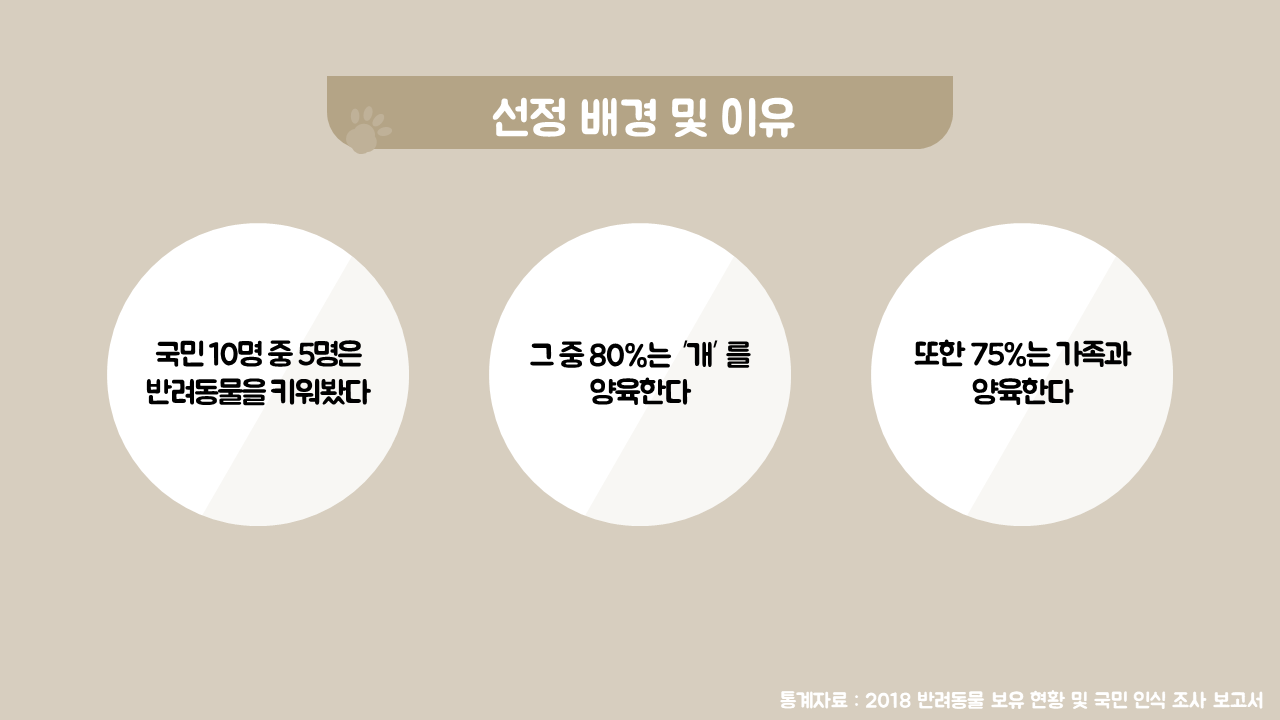 선정 배경 및 이유
국민 10명 중 5명은
반려동물을 키워봤다
그 중 80%는 '개' 를
양육한다
또한 75%는 가족과
양육한다
통계자료 : 2018 반려동물 보유 현황 및 국민 인식 조사 보고서